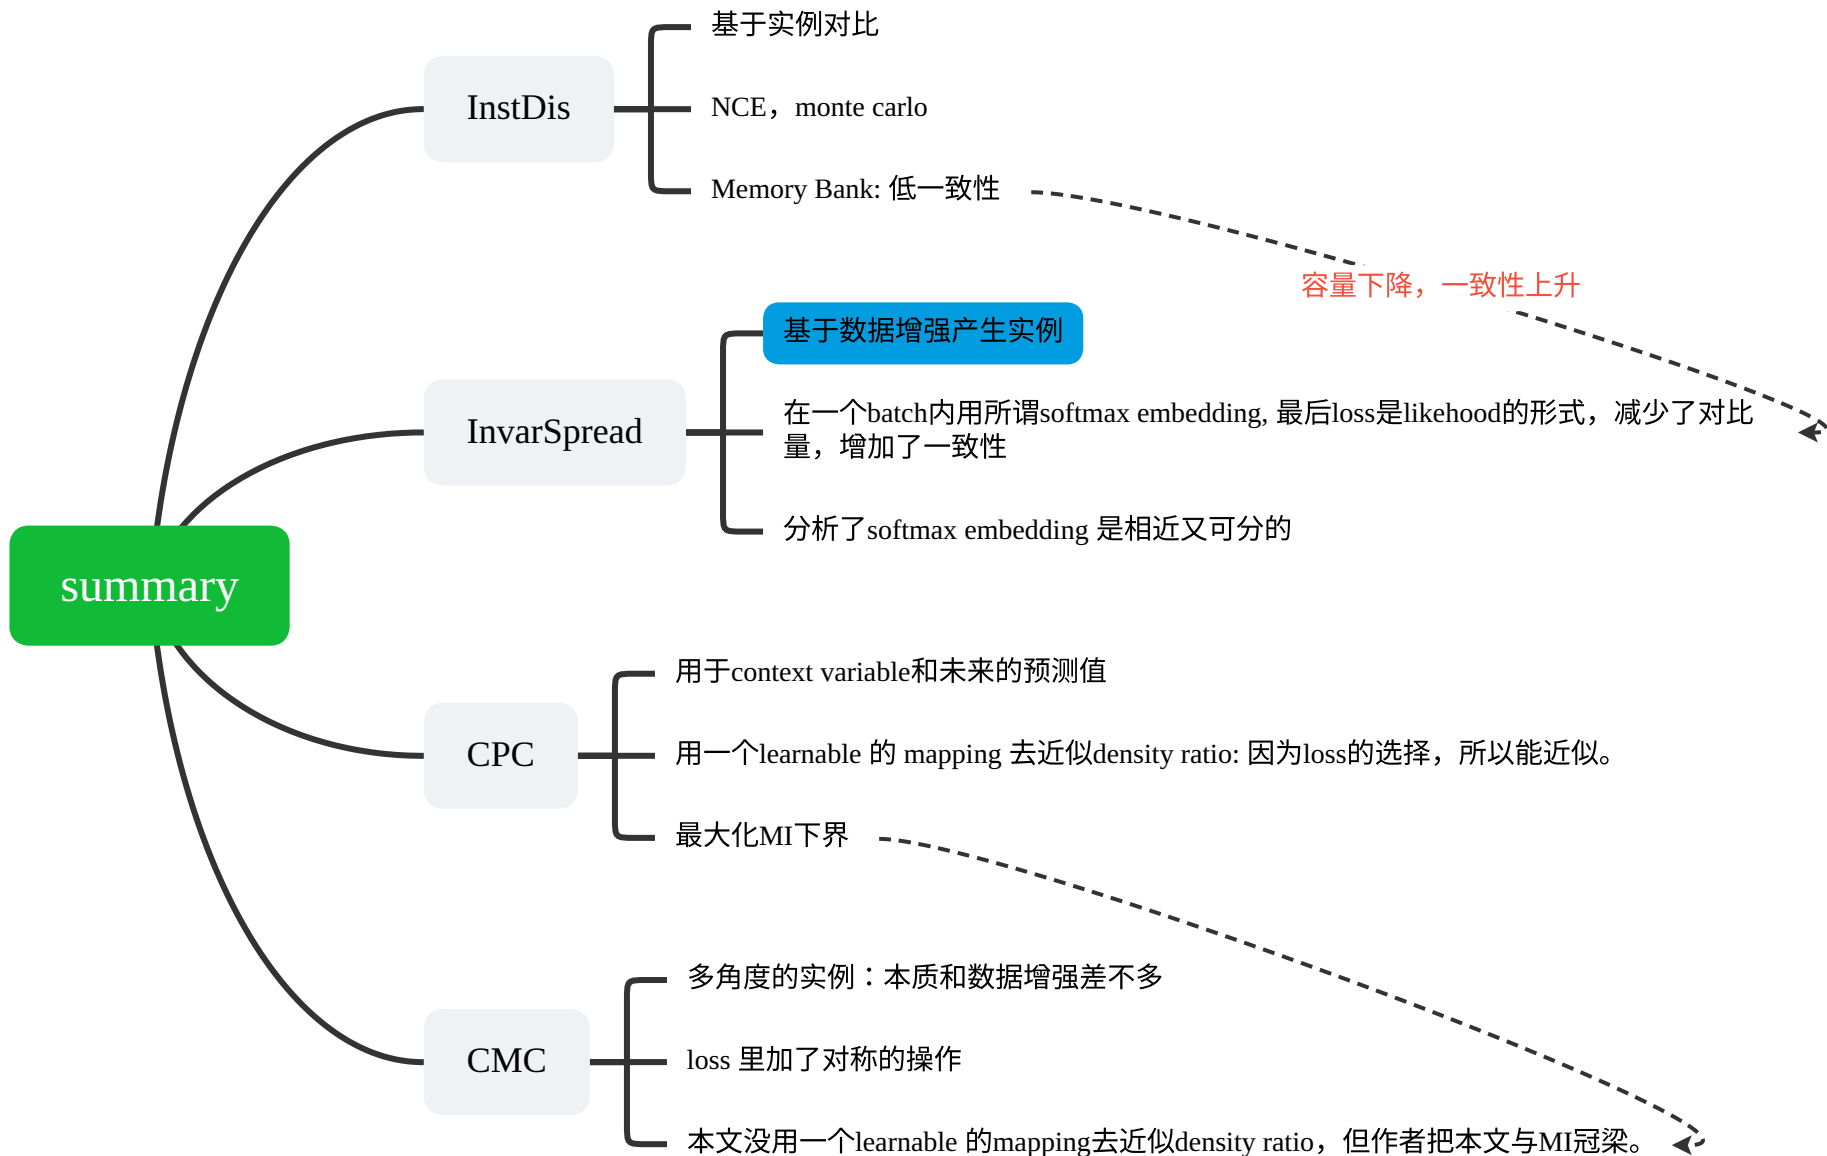 summary
InstDis
基于实例对比
NCE，monte carlo
Memory Bank: 低一致性
容量下降，一致性上升
InvarSpread
基于数据增强产生实例
在一个batch内用所谓softmax embedding, 最后loss是likehood的形式，减少了对比
量，增加了一致性
分析了softmax embedding 是相近又可分的
CPC
用于context variable和未来的预测值
用一个learnable 的 mapping 去近似density ratio: 因为loss的选择，所以能近似。
最大化MI下界
CMC
多角度的实例：本质和数据增强差不多
loss 里加了对称的操作
本文没用一个learnable 的mapping去近似density ratio，但作者把本文与MI冠梁。